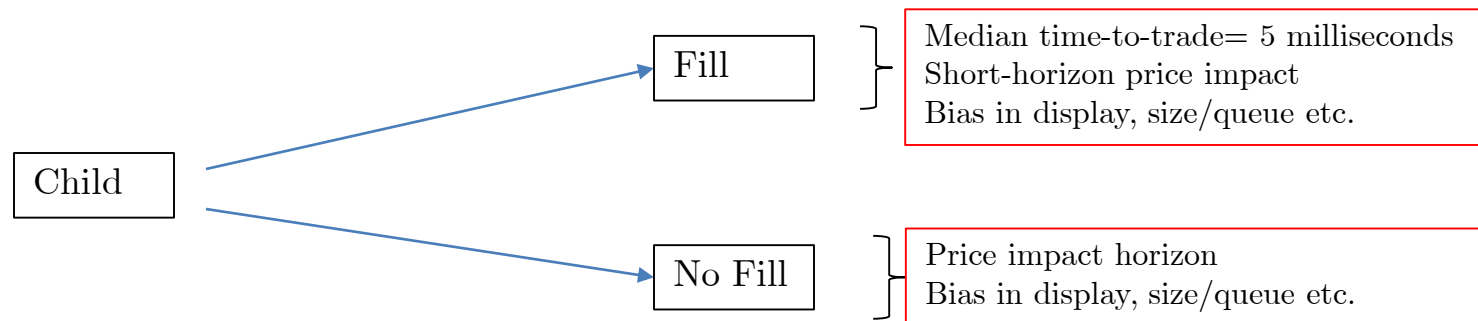 Fill
Median time-to-trade= 5 milliseconds
Short-horizon price impact
Bias in display, size/queue etc.
Child
No Fill
Price impact horizon
Bias in display, size/queue etc.